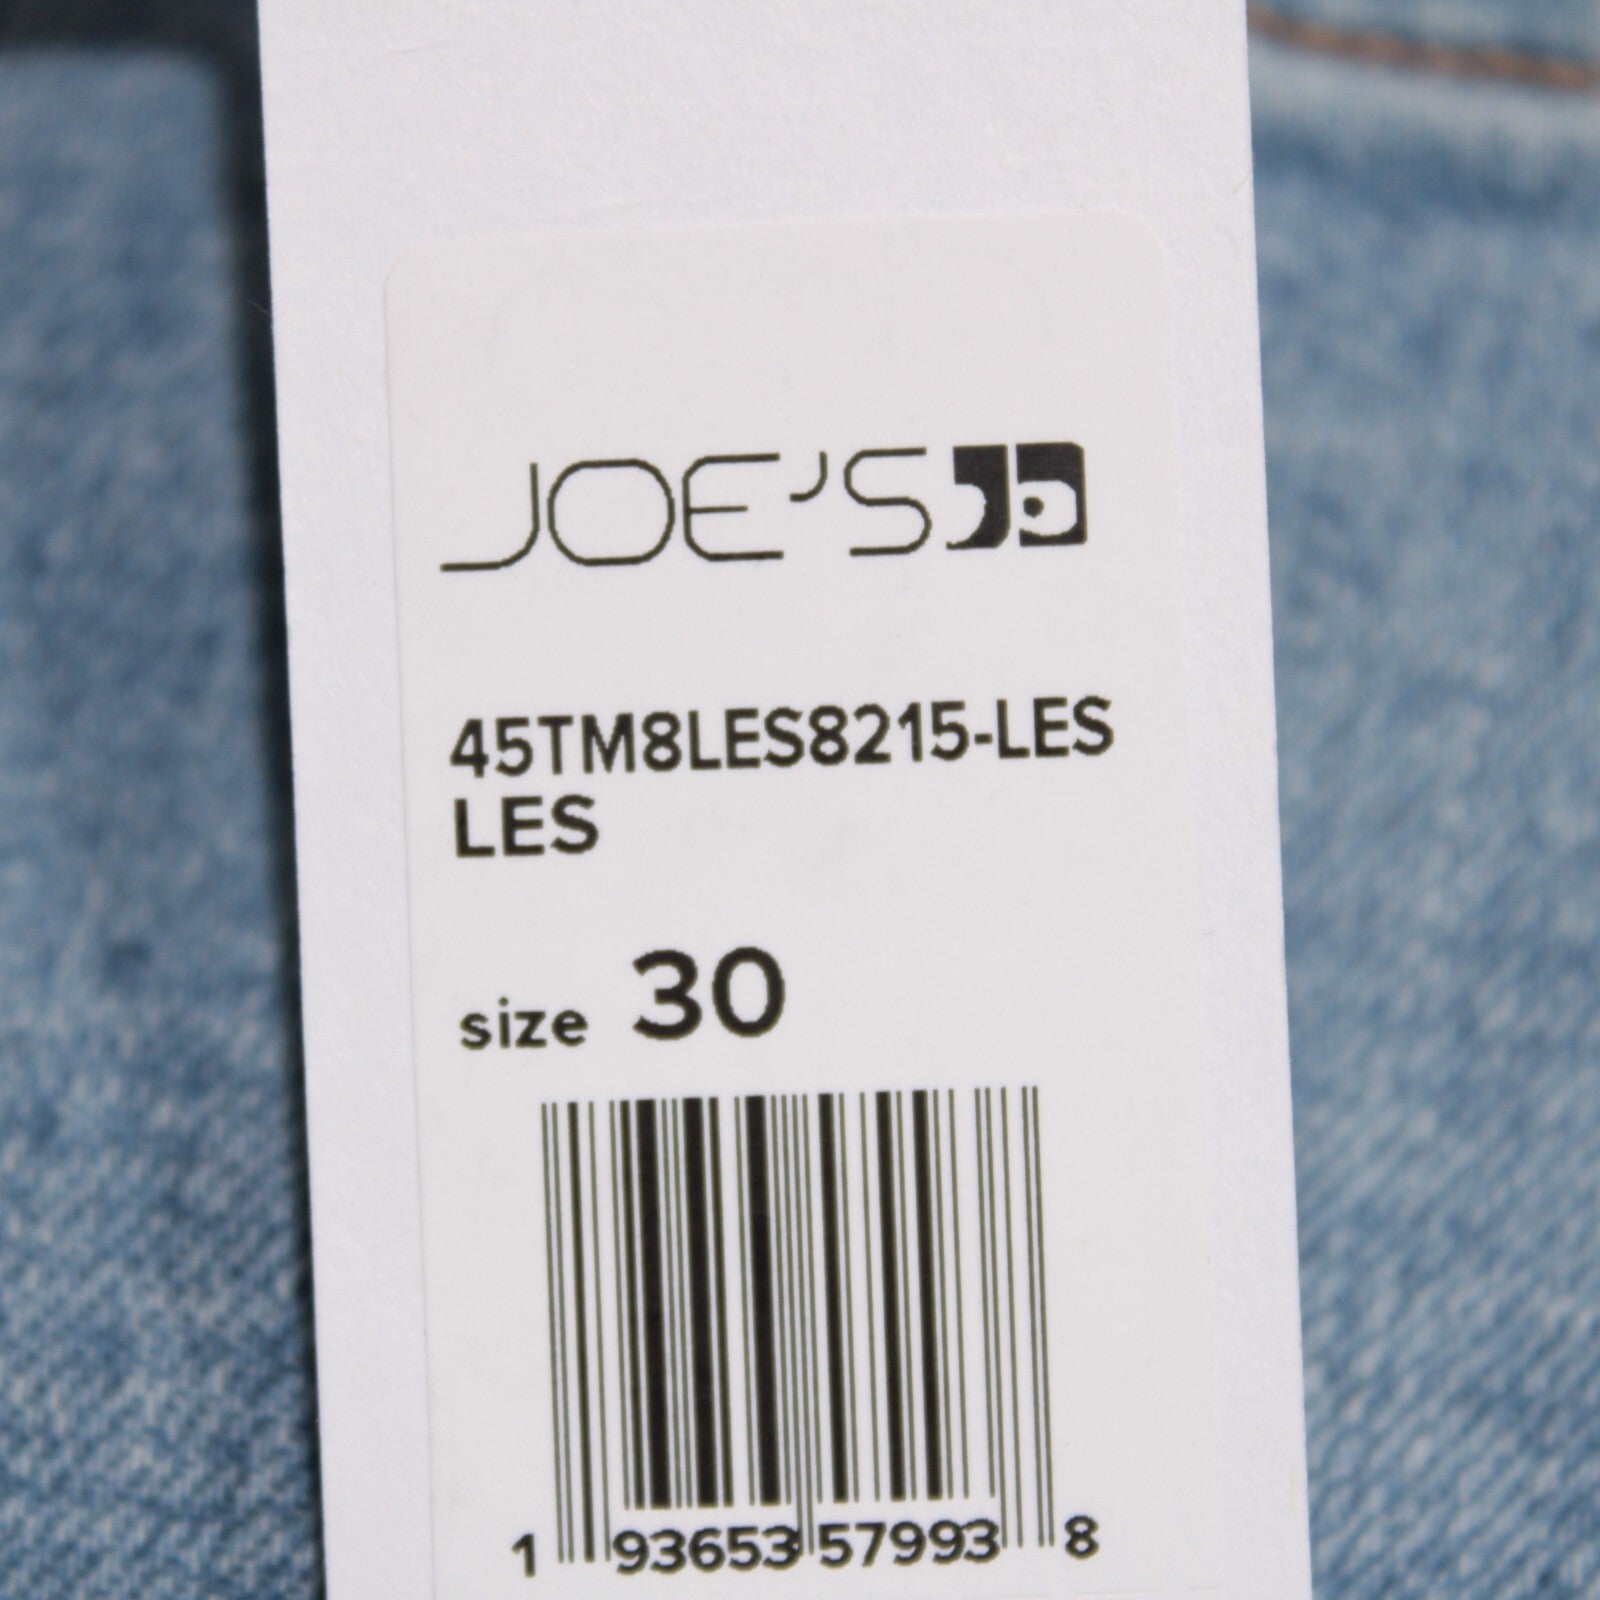 JOE'S
45TM8LES8215-LES
LES
size 30
1 93653 57993 8